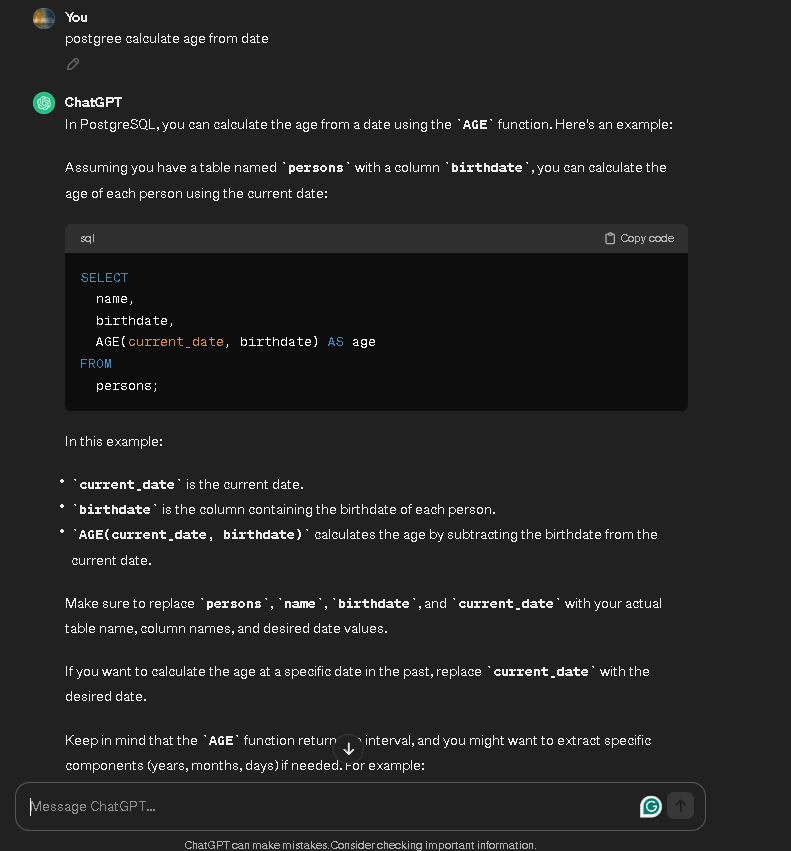 You
postgree calculate age from date
ChatGPT
In PostgreSQL, you can calculate the age from a date using the `AGE` function. Here's an example:
Assuming you have a table named `persons` with a column `birthdate`, you can calculate the
age of each person using the current date:
sql
Copy code
SELECT
name,
birthdate,
AGE(current_date, birthdate) AS age
FROM
persons;
In this example:
• `current_date` is the current date.
• `birthdate` is the column containing the birthdate of each person.
• `AGE(current_date, birthdate)` calculates the age by subtracting the birthdate from the
current date.
Make sure to replace `persons`, `name`, `birthdate`, and `current_date` with your actual
table name, column names, and desired date values.
If you want to calculate the age at a specific date in the past, replace `current_date` with the
desired date.
Keep in mind that the `AGE` function return interval, and you might want to extract specific
components (years, months, days) if needed. For example:
Message ChatGPT...
ChatGPT can make mistakes. Consider checking important information.